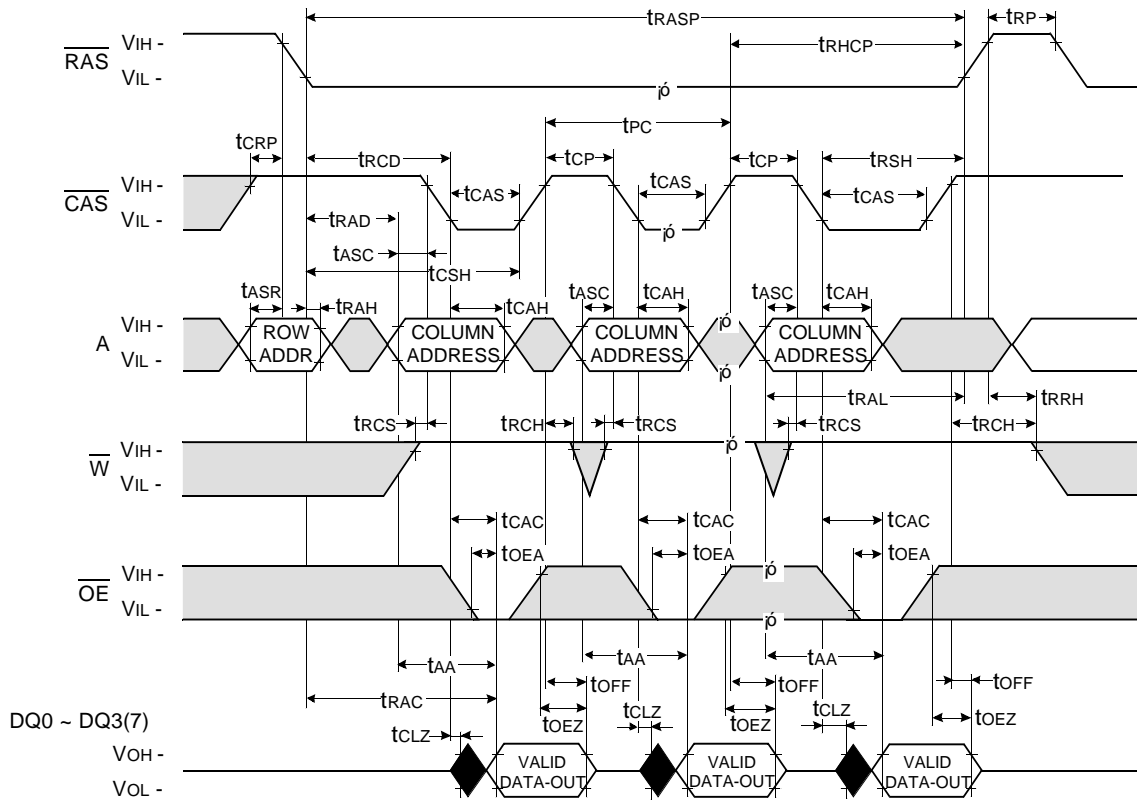 tRASP
tRP
tRHCP
RAS
VIH -
VIL -
¡ó
tPC
tCRP
tRCD
tCP
tCP
tRSH
CAS
VIH -
VIL -
tCAS
tCAS
tCAS
¡ó
¡ó
tRAD
tASC
tCSH
tASR
tRAH
tCAH
tASC
tCAH
tASC
tCAH
A
VIH -
VIL -
ROW
ADDR
COLUMN
ADDRESS
COLUMN
ADDRESS
¡ó
¡ó
COLUMN
ADDRESS
tRAL
tRRH
tRCS
tRCH
tRCS
tRCS
tRCH
W
VIH -
VIL -
¡ó
tCAC
tCAC
tCAC
tOEA
tOEA
tOEA
OE
VIH -
VIL -
¡ó
¡ó
tAA
tAA
tAA
tRAC
tOFF
tOFF
tOFF
tOEZ
tOEZ
tOEZ
DQ0 ~ DQ3(7)
tCLZ
tCLZ
tCLZ
VOH -
VOL -
VALID
DATA-OUT
VALID
DATA-OUT
VALID
DATA-OUT